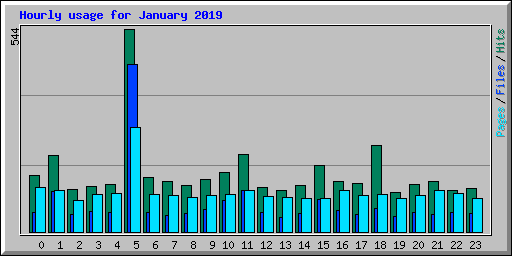 Hourly usage for January 2019
544
Pages / Files / Hits
0 1 2 3 4 5 6 7 8 9 10 11 12 13 14 15 16 17 18 19 20 21 22 23